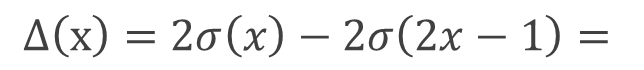 Δ(x) = 2σ(x) − 2σ(2x − 1) =